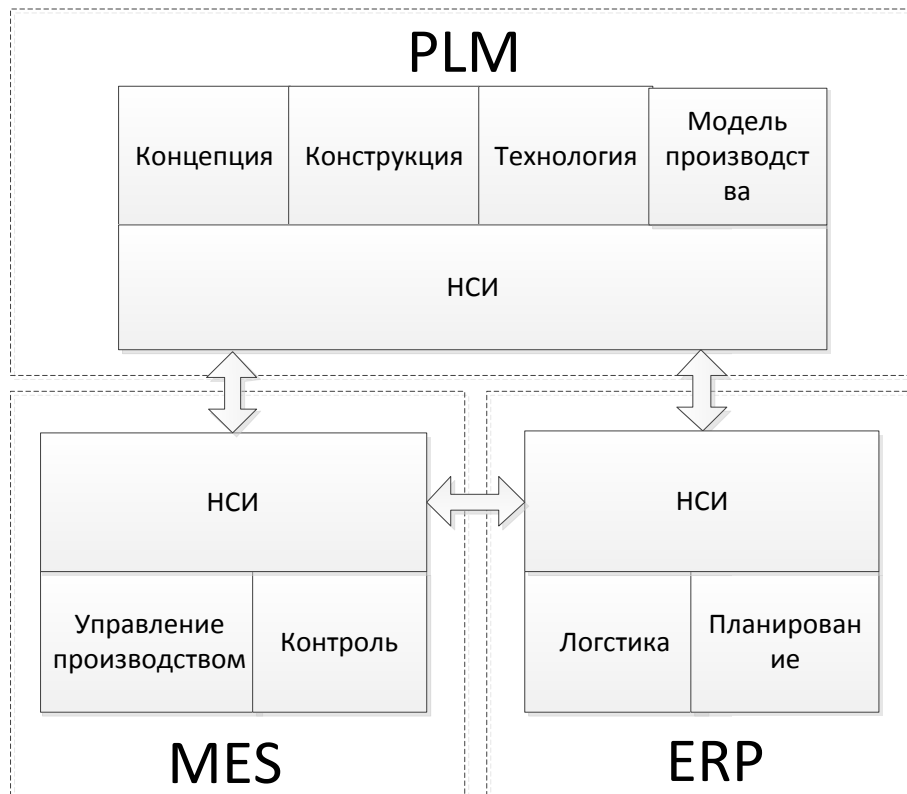 PLM
Концепция
Конструкция
Технология
Модель
производст
ва
НСИ
НСИ
Управление
производством
Контроль
MES
НСИ
Логстика
Планирован
ие
ERP